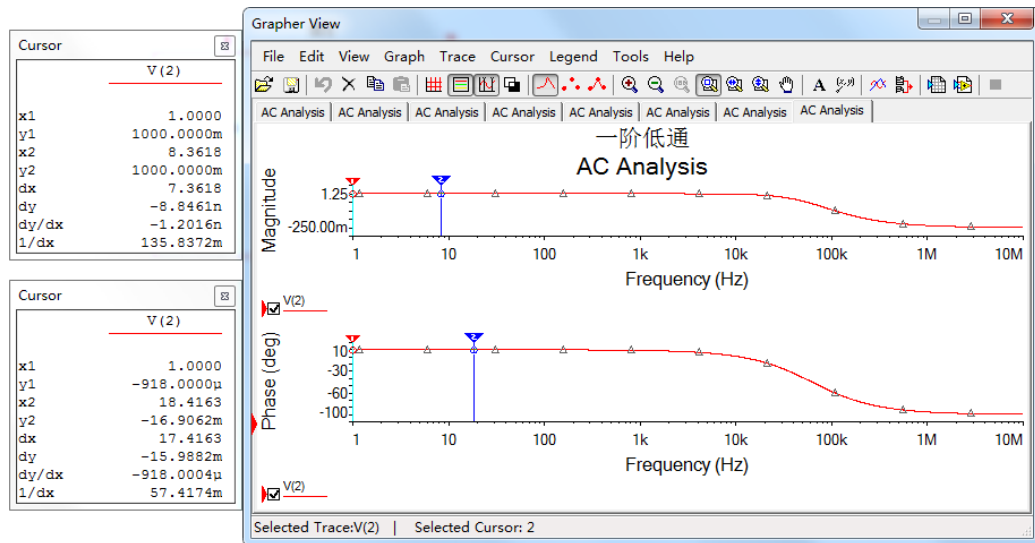 Cursor
V(2)
x1 1.0000
y1 1000.0000m
x2 8.3618
y2 1000.0000m
dx 7.3618
dy -8.8461n
dy/dx -1.2016n
1/dx 135.8372m
Cursor
V(2)
x1 1.0000
y1 -918.0000μ
x2 18.4163
y2 -16.9062m
dx 17.4163
dy -15.9882m
dy/dx -918.0004μ
1/dx 57.4174m
Grapher View
File Edit View Graph Trace Cursor Legend Tools Help
A (x,y)
AC Analysis AC Analysis AC Analysis AC Analysis AC Analysis AC Analysis AC Analysis AC Analysis
一阶低通
AC Analysis
1 2
Magnitude
1.25
-250.00m
1 10 100 1k 10k 100k 1M 10M
Frequency (Hz)
V(2)
1 2
Phase (deg)
10
-30
-60
-100
1 10 100 1k 10k 100k 1M 10M
Frequency (Hz)
V(2)
Selected Trace:V(2) | Selected Cursor: 2